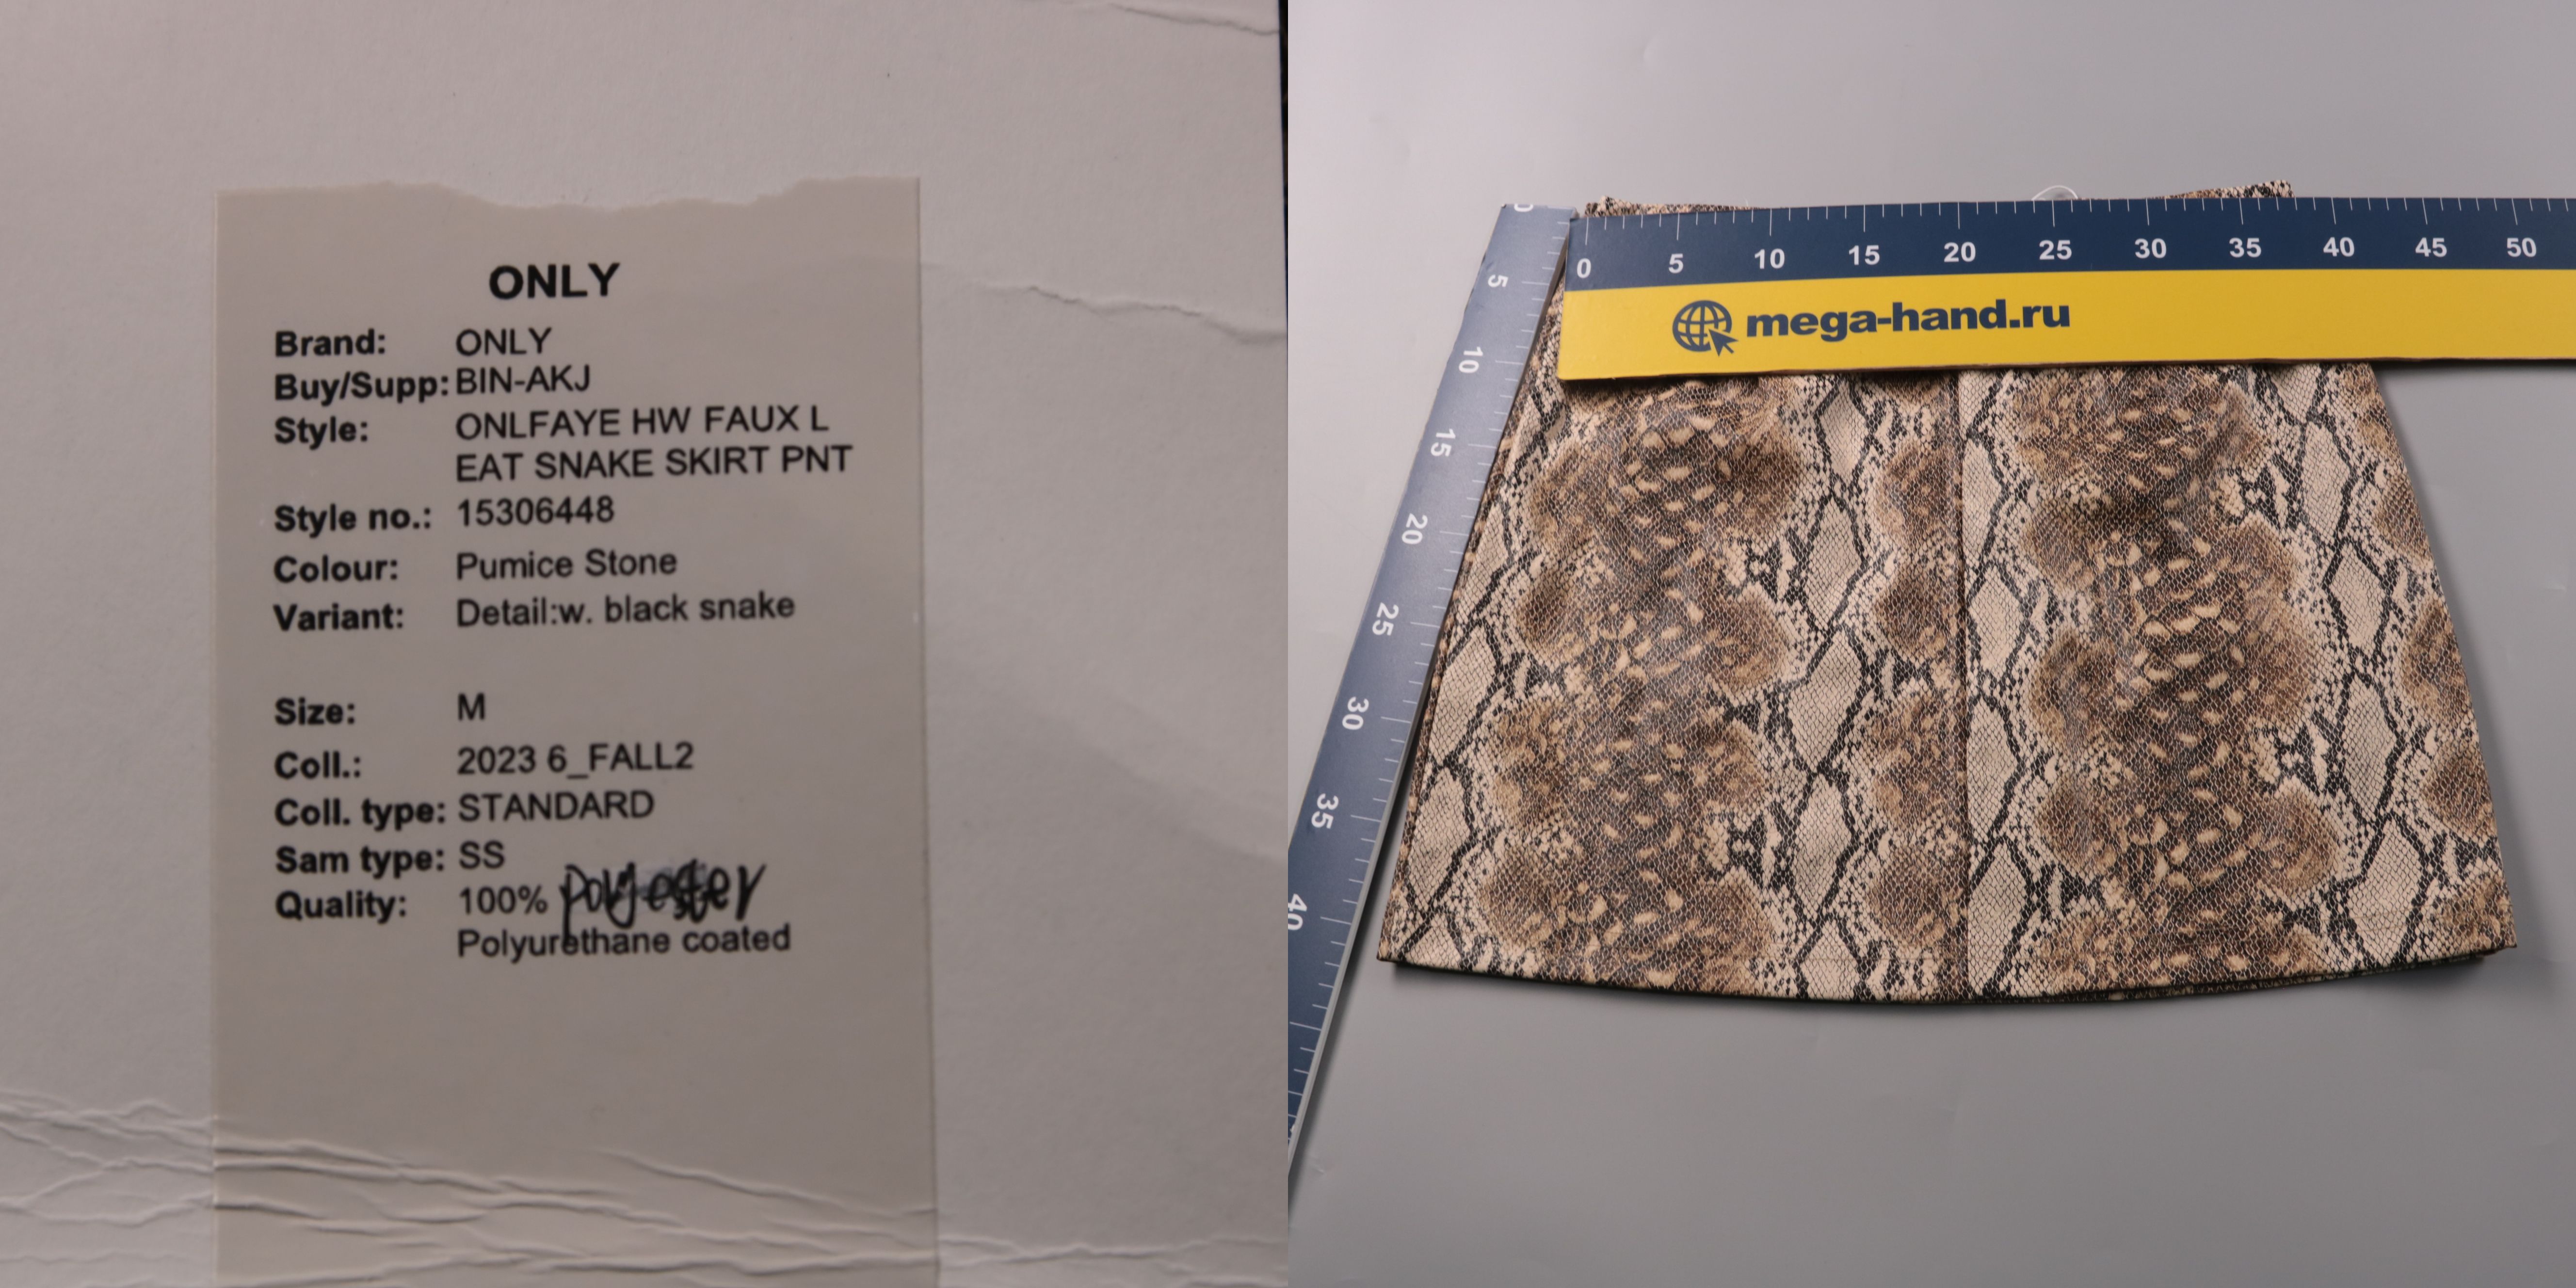 ONLY
Brand: ONLY
Buy/Supp: BIN-AKJ
Style: ONLFAYE HW FAUX L
EAT SNAKE SKIRT PNT
Style no.: 15306448
Colour: Pumice Stone
Variant: Detail:w. black snake
Size: M
Coll.: 2023 6_FALL2
Coll. type: STANDARD
Sam type: SS
Quality: 100% polyester
Polyurethane coated
0 5 10 15 20 25 30 35 40 45 50
mega-hand.ru
0
5
10
15
20
25
30
35
40